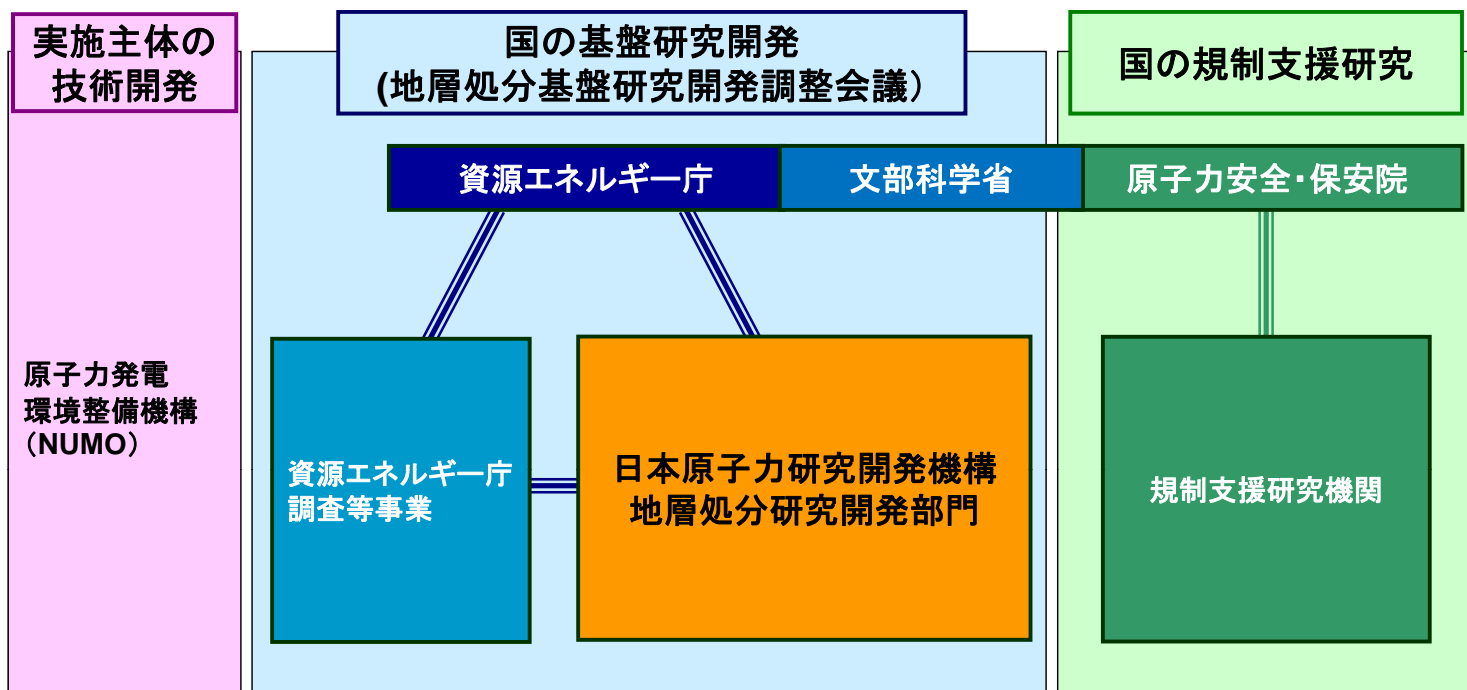 実施主体の
技術開発
国の基盤研究開発
(地層処分基盤研究開発調整会議）
国の規制支援研究
資源エネルギー庁
文部科学省
原子力安全・保安院
原子力発電
環境整備機構
（NUMO）
資源エネルギー庁
調査等事業
日本原子力研究開発機構
地層処分研究開発部門
規制支援研究機関